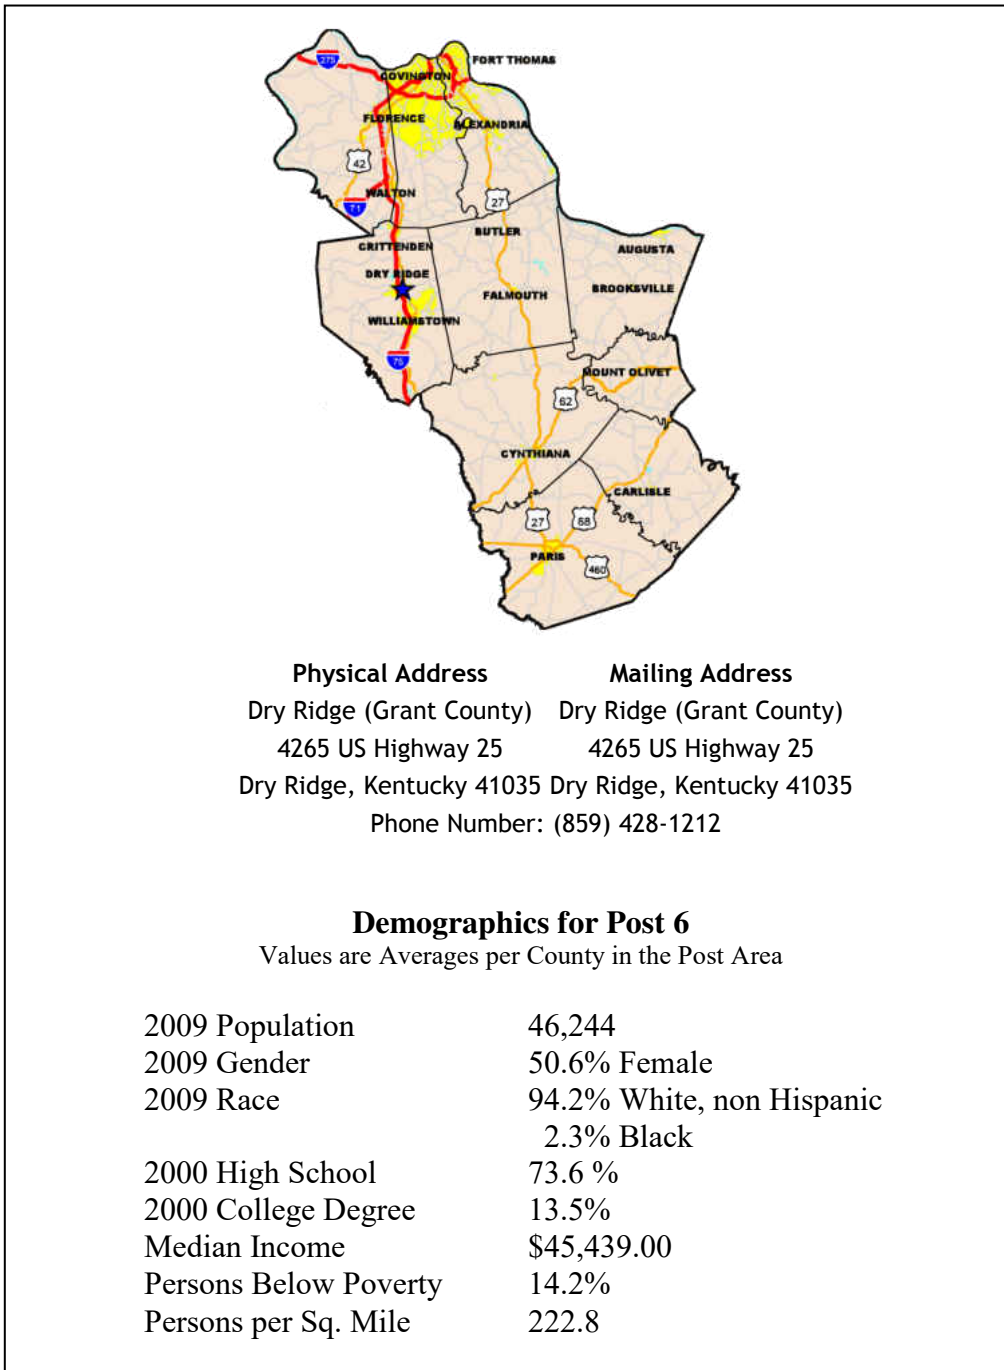 275
FORT THOMAS
COVINGTON
FLORENCE
ALEXANDRIA
42
WALTON
71
27
BUTLER
CRITTENDEN
AUGUSTA
DRY RIDGE
BROOKSVILLE
FALMOUTH
WILLIAMSTOWN
75
MOUNT OLIVET
62
CYNTHIANA
CARLISLE
27
68
PARIS
460
Physical Address Mailing Address
Dry Ridge (Grant County) Dry Ridge (Grant County)
4265 US Highway 25 4265 US Highway 25
Dry Ridge, Kentucky 41035 Dry Ridge, Kentucky 41035
Phone Number: (859) 428-1212
Demographics for Post 6
Values are Averages per County in the Post Area
2009 Population 46,244
2009 Gender 50.6% Female
2009 Race 94.2% White, non Hispanic
2.3% Black
2000 High School 73.6 %
2000 College Degree 13.5%
Median Income $45,439.00
Persons Below Poverty 14.2%
Persons per Sq. Mile 222.8